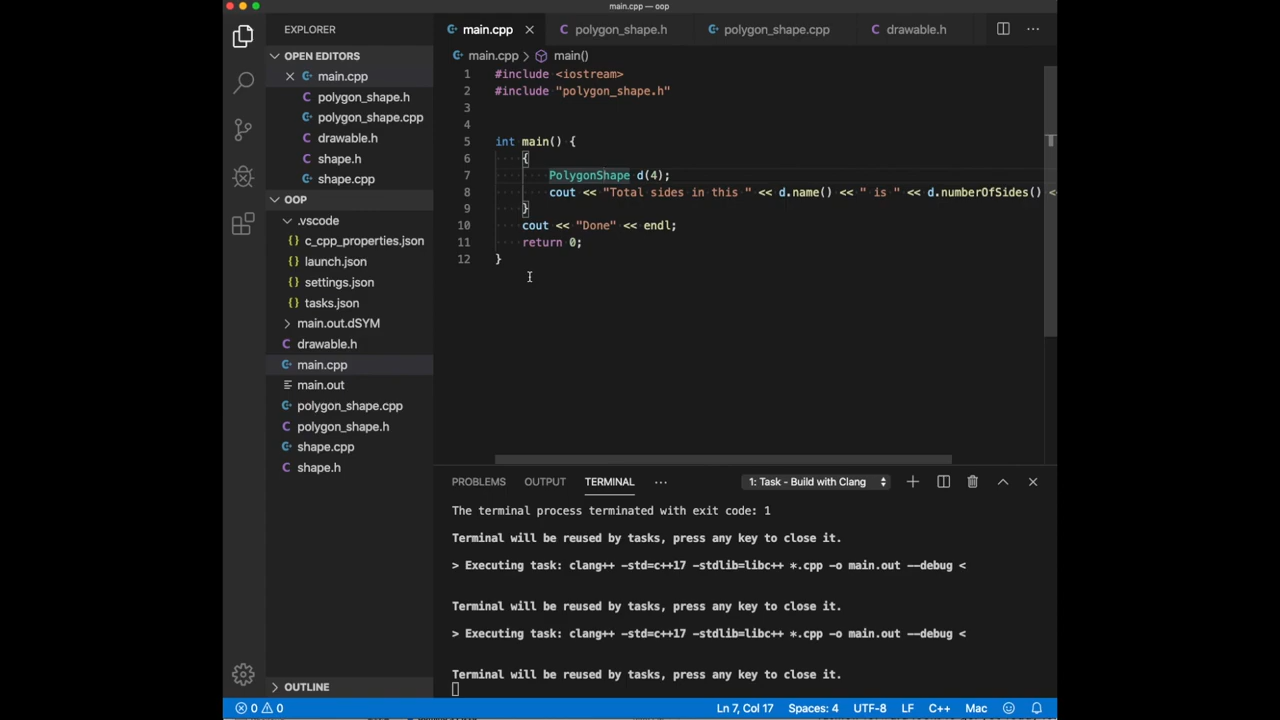 main.cpp — oop
EXPLORER
OPEN EDITORS
main.cpp
polygon_shape.h
polygon_shape.cpp
drawable.h
shape.h
shape.cpp
OOP
.vscode
{} c_cpp_properties.json
{} launch.json
{} settings.json
{} tasks.json
main.out.dSYM
drawable.h
main.cpp
main.out
polygon_shape.cpp
polygon_shape.h
shape.cpp
shape.h
OUTLINE
main.cpp polygon_shape.h polygon_shape.cpp drawable.h
main.cpp > main()
1 #include <iostream>
2 #include "polygon_shape.h"
3
4
5 int main() {
6 {
7 PolygonShape d(4);
8 cout << "Total sides in this " << d.name() << " is " << d.numberOfSides() <<
9 }
10 cout << "Done" << endl;
11 return 0;
12 }
PROBLEMS OUTPUT TERMINAL ··· 1: Task - Build with Clang
The terminal process terminated with exit code: 1
Terminal will be reused by tasks, press any key to close it.
> Executing task: clang++ -std=c++17 -stdlib=libc++ *.cpp -o main.out --debug <
Terminal will be reused by tasks, press any key to close it.
> Executing task: clang++ -std=c++17 -stdlib=libc++ *.cpp -o main.out --debug <
Terminal will be reused by tasks, press any key to close it.
0 0 Ln 7, Col 17 Spaces: 4 UTF-8 LF C++ Mac